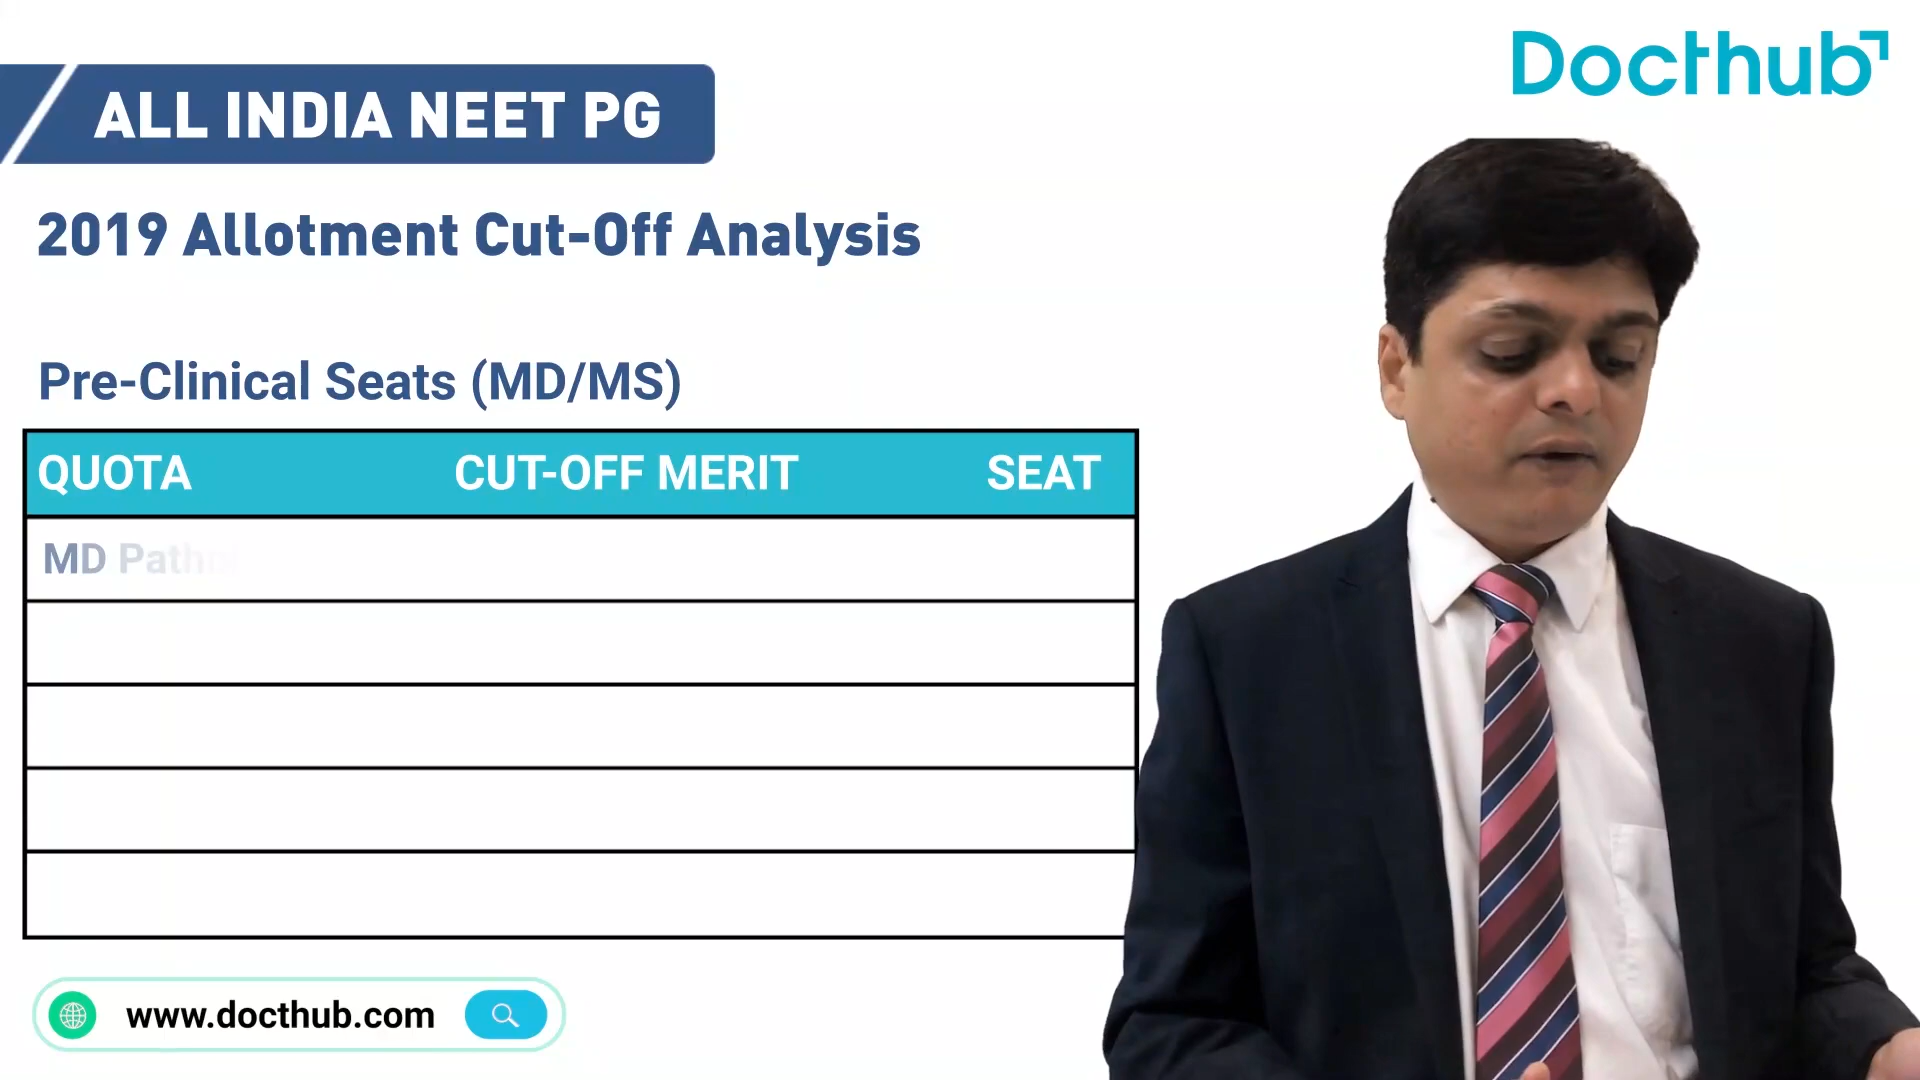 Docthub
ALL INDIA NEET PG
2019 Allotment Cut-Off Analysis
Pre-Clinical Seats (MD/MS)
QUOTA CUT-OFF MERIT SEAT
MD
www.docthub.com